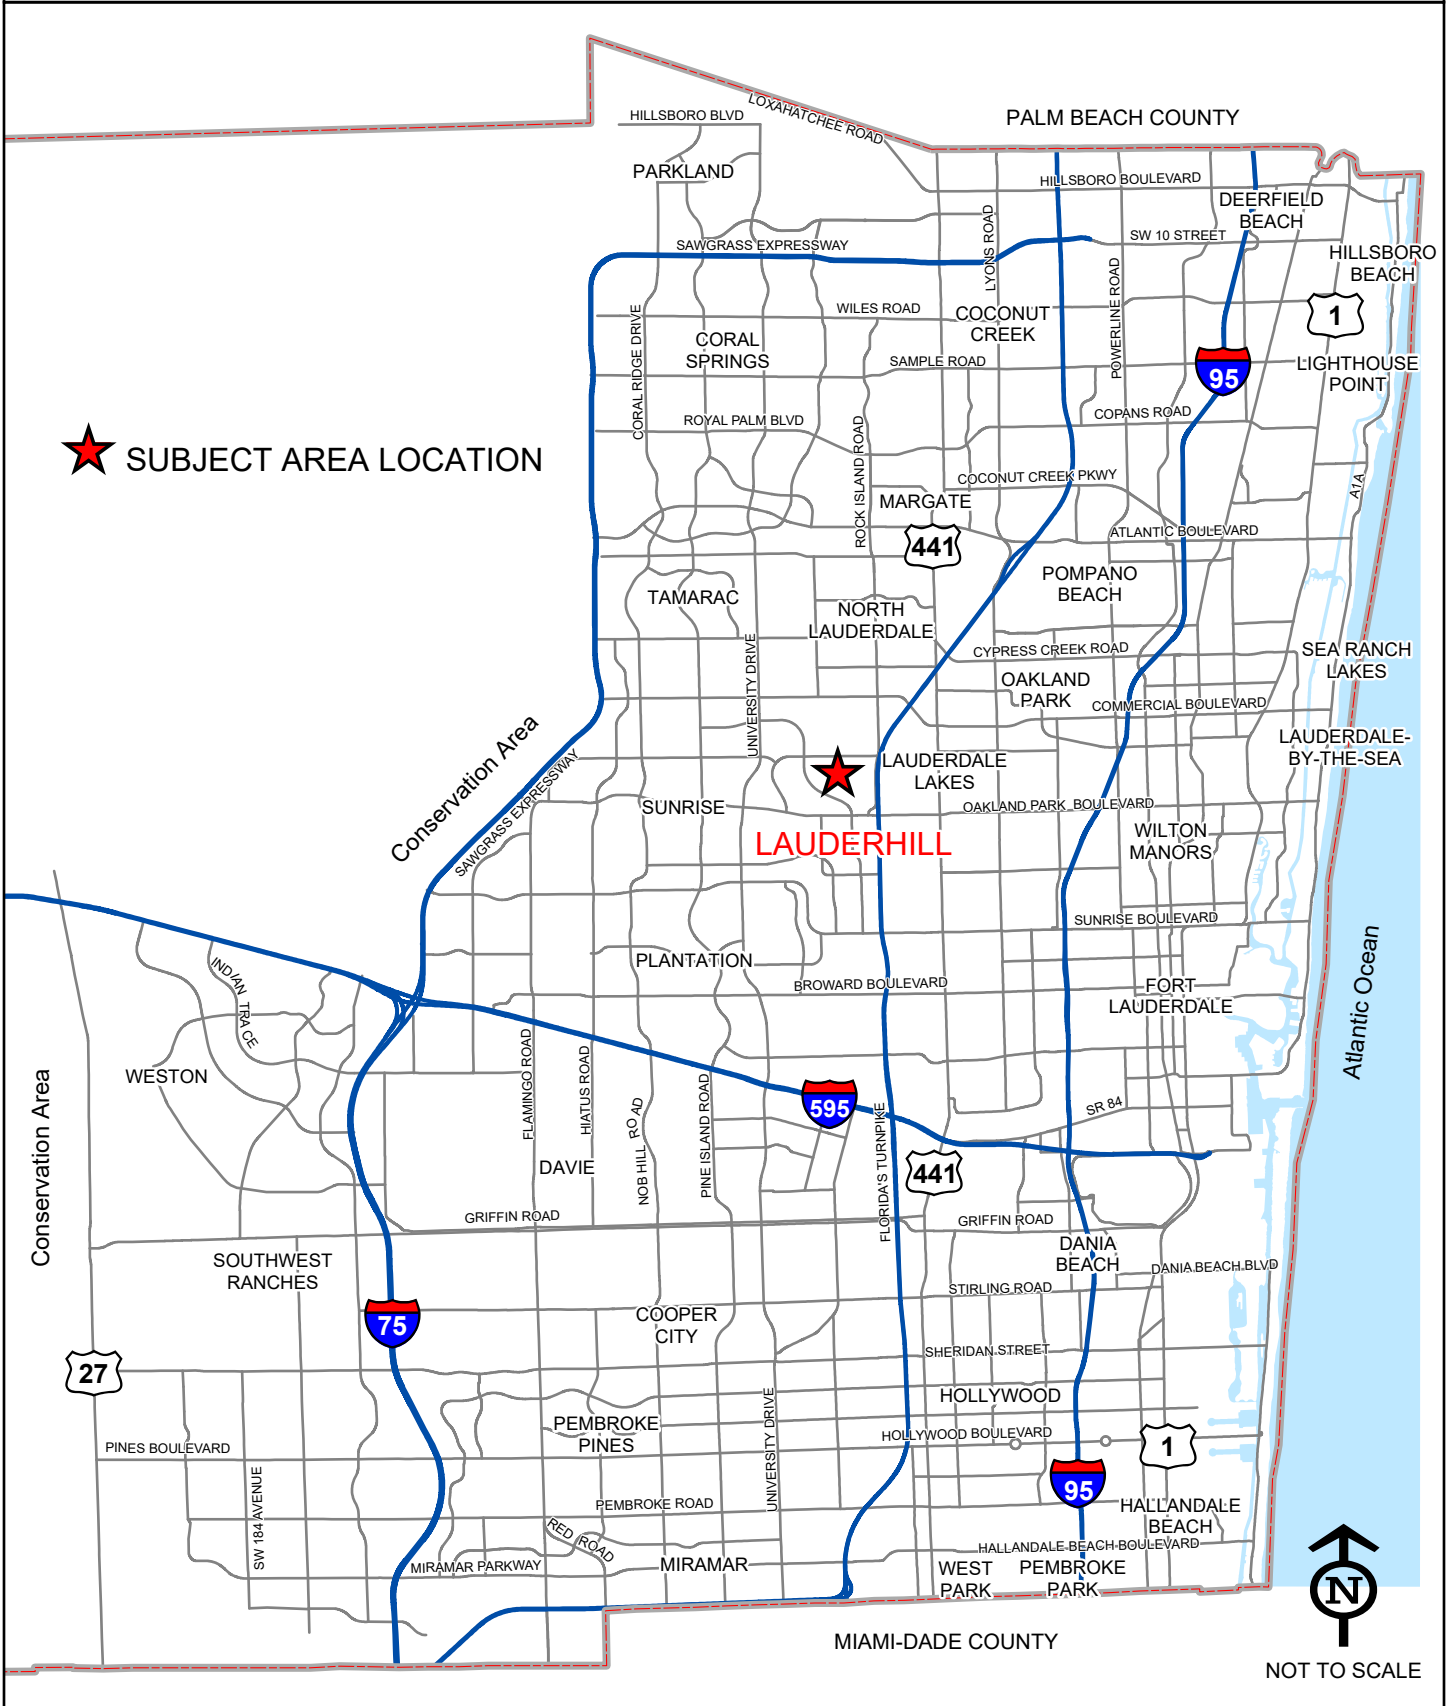 LOXAHATCHEE ROAD
HILLSBORO BLVD
PALM BEACH COUNTY
PARKLAND
HILLSBORO BOULEVARD
DEERFIELD
BEACH
SAWGRASS EXPRESSWAY
LYONS ROAD
SW 10 STREET
HILLSBORO
BEACH
POWERLINE ROAD
WILES ROAD
COCONUT
CREEK
1
CORAL RIDGE DRIVE
CORAL
SPRINGS
SAMPLE ROAD
95
LIGHTHOUSE
POINT
ROYAL PALM BLVD
COPANS ROAD
SUBJECT AREA LOCATION
ROCK ISLAND ROAD
COCONUT CREEK PKWY
A1A
MARGATE
441
ATLANTIC BOULEVARD
POMPANO
BEACH
TAMARAC
NORTH
LAUDERDALE
UNIVERSITY DRIVE
CYPRESS CREEK ROAD
SEA RANCH
LAKES
OAKLAND
PARK
COMMERCIAL BOULEVARD
Conservation Area
SAWGRASS EXPRESSWAY
LAUDERDALE
LAKES
LAUDERDALE-
BY-THE-SEA
SUNRISE
OAKLAND PARK BOULEVARD
LAUDERHILL
WILTON
MANORS
SUNRISE BOULEVARD
PLANTATION
BROWARD BOULEVARD
FORT
LAUDERDALE
Atlantic Ocean
INDIAN TRACE
WESTON
Conservation Area
FLAMINGO ROAD
HIATUS ROAD
NOB HILL ROAD
PINE ISLAND ROAD
595
FLORIDA'S TURNPIKE
SR 84
DAVIE
441
GRIFFIN ROAD
GRIFFIN ROAD
SOUTHWEST
RANCHES
DANIA
BEACH
DANIA BEACH BLVD
STIRLING ROAD
75
COOPER
CITY
27
SHERIDAN STREET
UNIVERSITY DRIVE
HOLLYWOOD
PEMBROKE
PINES
PINES BOULEVARD
HOLLYWOOD BOULEVARD
1
SW 184 AVENUE
95
PEMBROKE ROAD
HALLANDALE
BEACH
RED ROAD
MIRAMAR PARKWAY
MIRAMAR
HALLANDALE BEACH BOULEVARD
WEST
PARK
PEMBROKE
PARK
N
MIAMI-DADE COUNTY
NOT TO SCALE